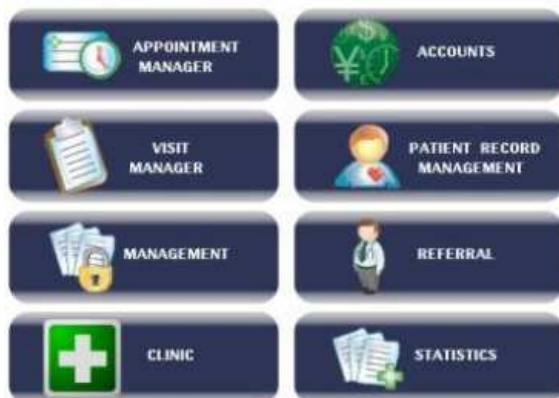 APPOINTMENT
MANAGER
ACCOUNTS
VISIT
MANAGER
PATIENT RECORD
MANAGEMENT
MANAGEMENT
REFERRAL
CLINIC
STATISTICS